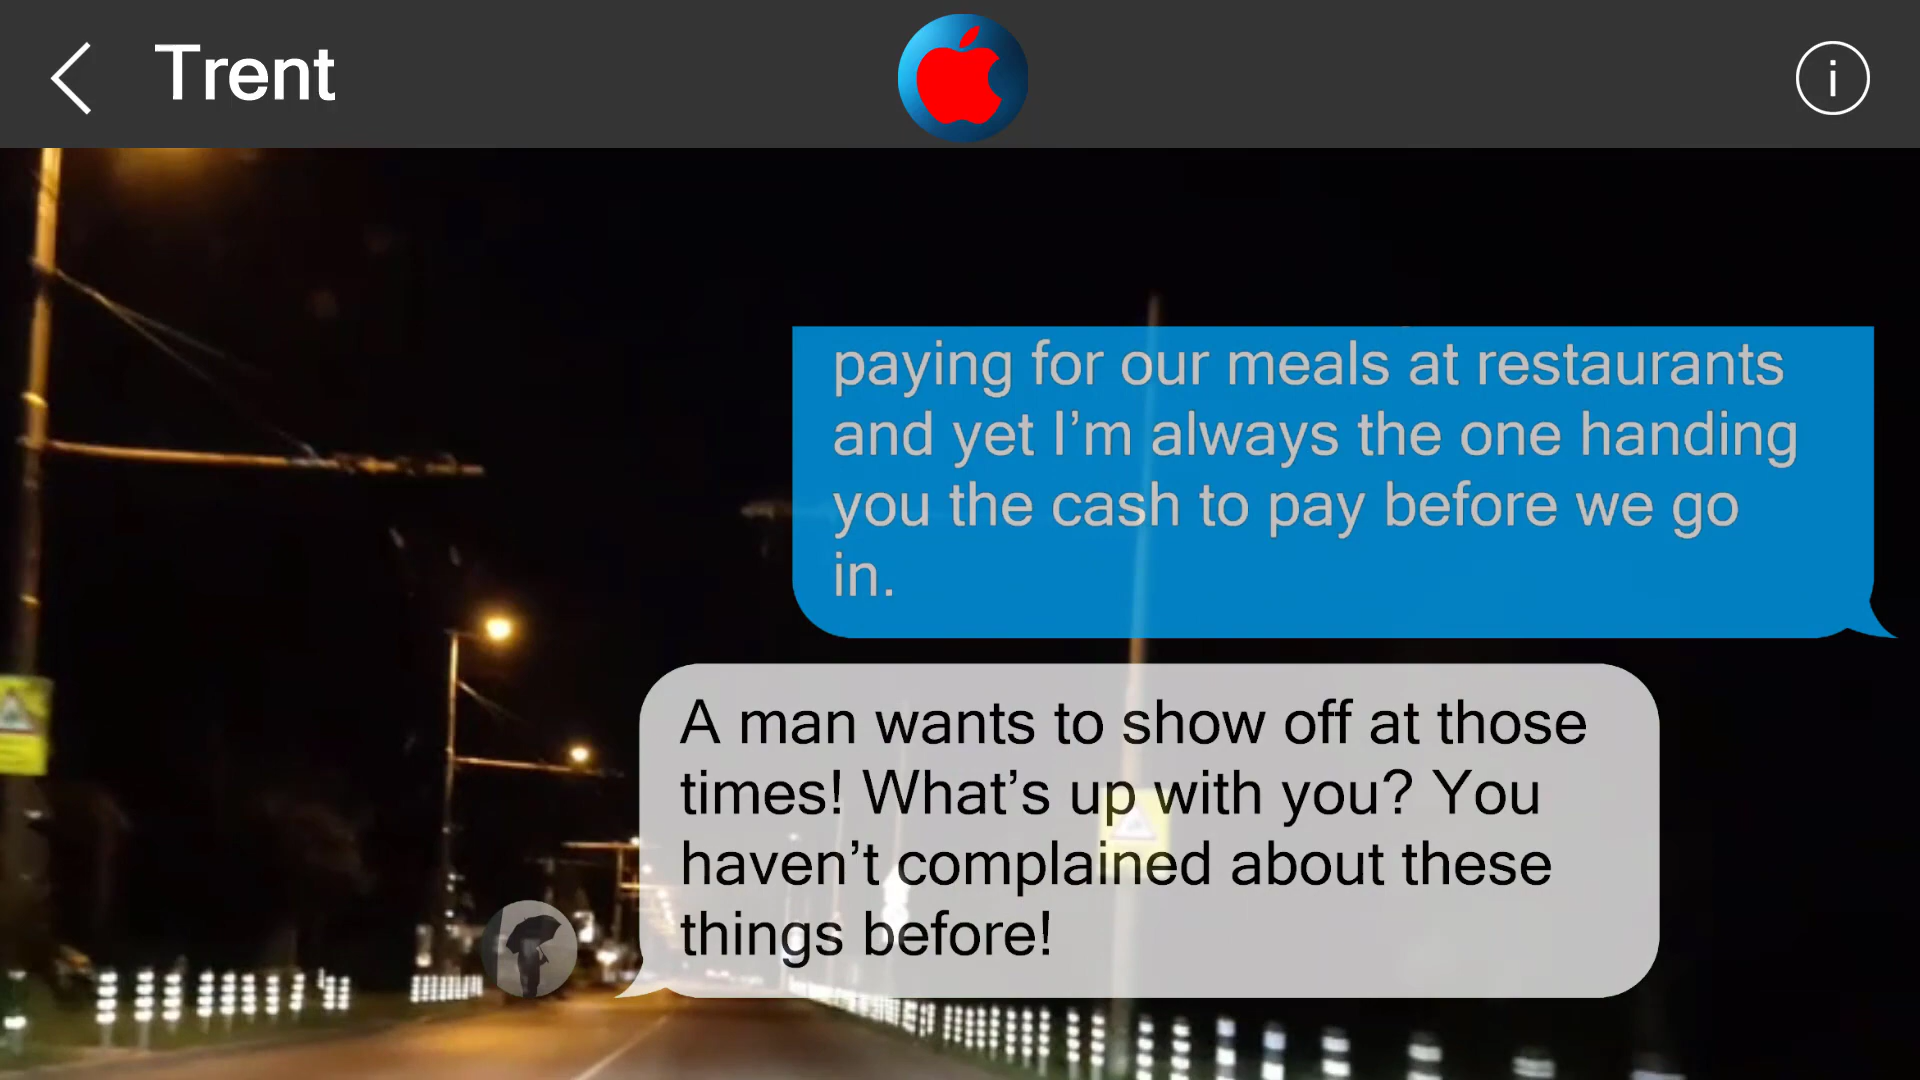 Trent
i
paying for our meals at restaurants
and yet I’m always the one handing
you the cash to pay before we go
in.
A man wants to show off at those
times! What’s up with you? You
haven’t complained about these
things before!